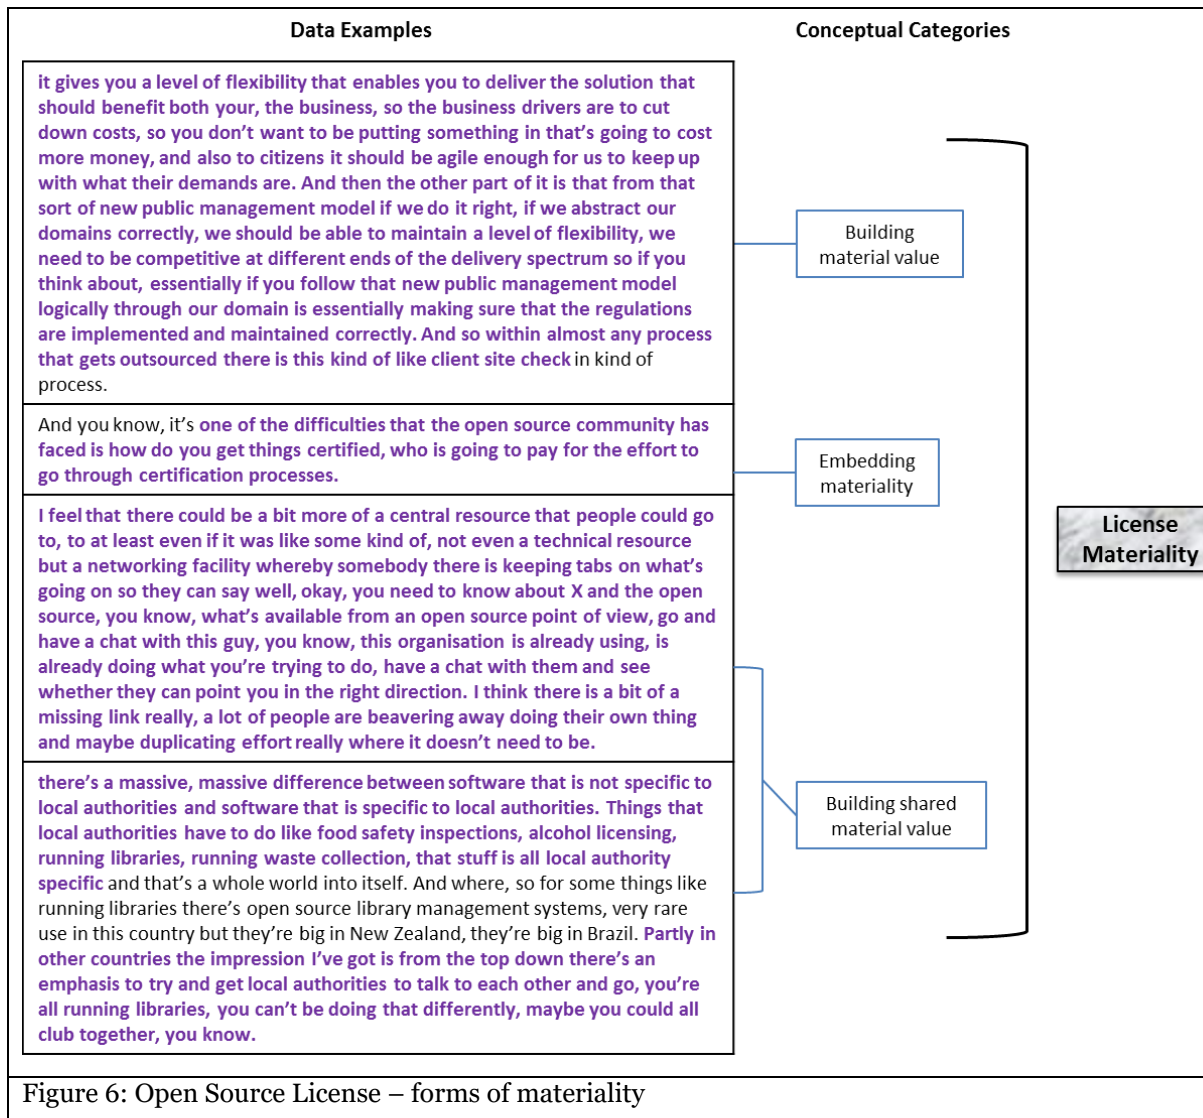 Data Examples
Conceptual Categories
it gives you a level of flexibility that enables you to deliver the solution that
should benefit both your, the business, so the business drivers are to cut
down costs, so you don't want to be putting something in that's going to cost
more money, and also to citizens it should be agile enough for us to keep up
with what their demands are. And then the other part of it is that from that
sort of new public management model if we do it right, if we abstract our
domains correctly, we should be able to maintain a level of flexibility, we
need to be competitive at different ends of the delivery spectrum so if you
think about, essentially if you follow that new public management model
logically through our domain is essentially making sure that the regulations
are implemented and maintained correctly. And so within almost any process
that gets outsourced there is this kind of like client site check in kind of
process.
Building
material value
And you know, it's one of the difficulties that the open source community has
faced is how do you get things certified, who is going to pay for the effort to
go through certification processes.
Embedding
materiality
I feel that there could be a bit more of a central resource that people could go
to, to at least even if it was like some kind of, not even a technical resource
but a networking facility whereby somebody there is keeping tabs on what's
going on so they can say well, okay, you need to know about X and the open
source, you know, what's available from an open source point of view, go and
have a chat with this guy, you know, this organisation is already using, is
already doing what you're trying to do, have a chat with them and see
whether they can point you in the right direction. I think there is a bit of a
missing link really, a lot of people are beavering away doing their own thing
and maybe duplicating effort really where it doesn't need to be.
License
Materiality
there's a massive, massive difference between software that is not specific to
local authorities and software that is specific to local authorities. Things that
local authorities have to do like food safety inspections, alcohol licensing,
running libraries, running waste collection, that stuff is all local authority
specific and that's a whole world into itself. And where, so for some things like
running libraries there's open source library management systems, very rare
use in this country but they're big in New Zealand, they're big in Brazil. Partly in
other countries the impression I've got is from the top down there's an
emphasis to try and get local authorities to talk to each other and go, you're
all running libraries, you can't be doing that differently, maybe you could all
club together, you know.
Building shared
material value
Figure 6: Open Source License – forms of materiality